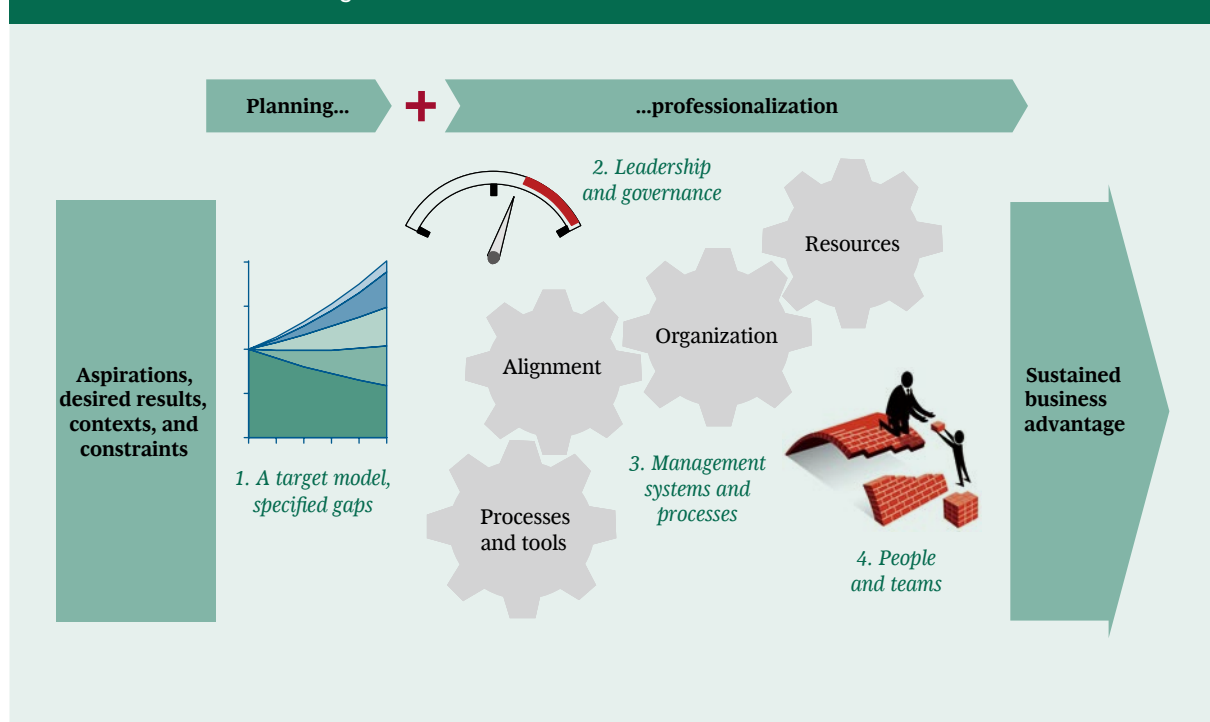 Planning...
...professionalization
2. Leadership
and governance
Resources
Organization
Alignment
Aspirations,
desired results,
contexts, and
constraints
Sustained
business
advantage
1. A target model,
specified gaps
3. Management
systems and
processes
Processes
and tools
4. People
and teams